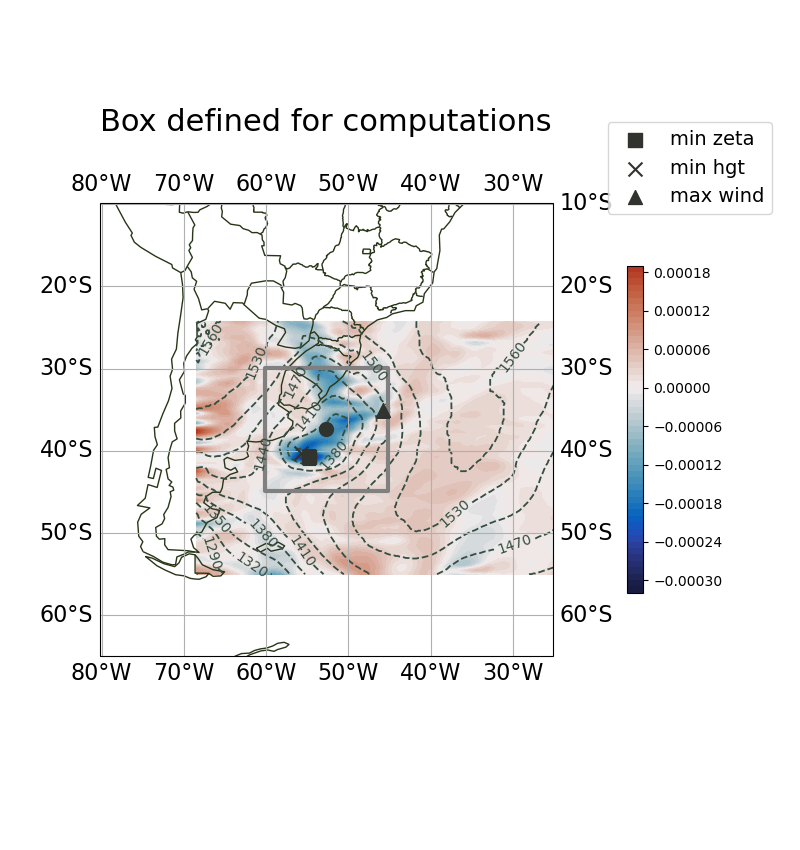 Box defined for computations
min zeta
min hgt
max wind
80°W 70°W 60°W 50°W 40°W 30°W
10°S
20°S 20°S
30°S 30°S
40°S 40°S
50°S 50°S
60°S 60°S
80°W 70°W 60°W 50°W 40°W 30°W
1560
1530
1500
1560
1470
1410
1440
1380
1530
1350
1380
1410
1470
1290
1320
0.00018
0.00012
0.00006
0.00000
−0.00006
−0.00012
−0.00018
−0.00024
−0.00030